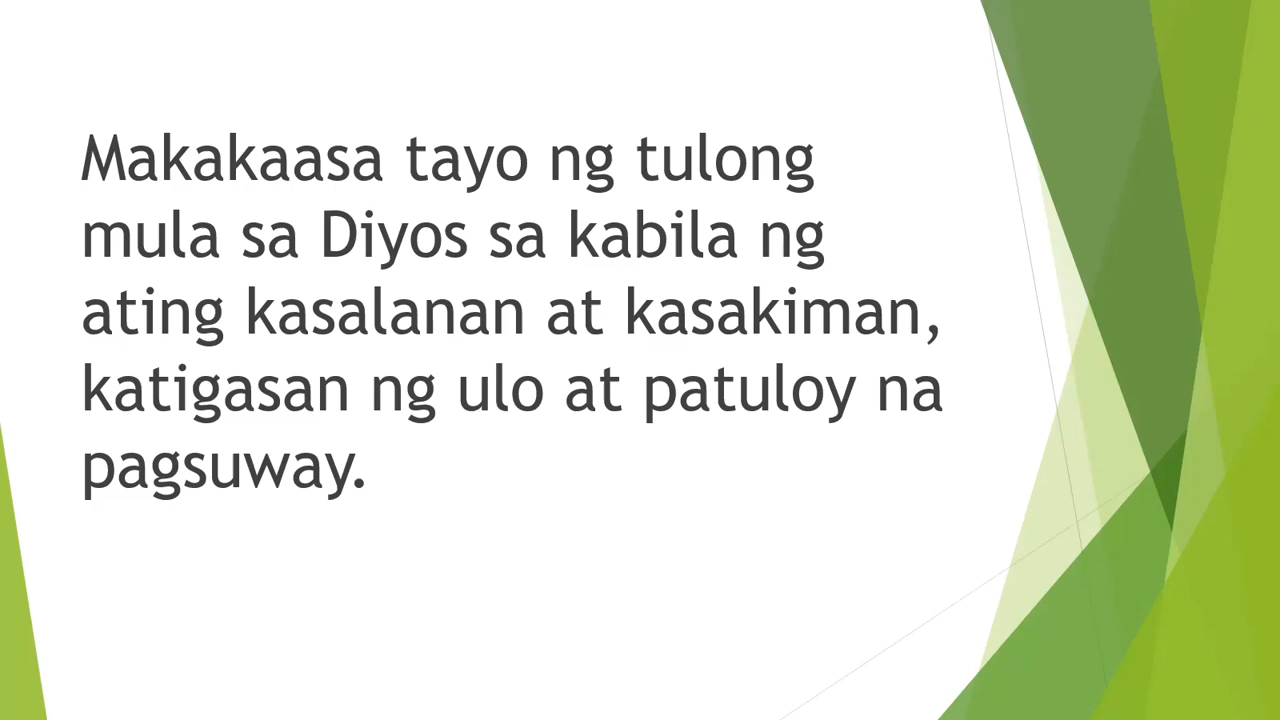 Makakaasa tayo ng tulong
mula sa Diyos sa kabila ng
ating kasalanan at kasakiman,
katigasan ng ulo at patuloy na
pagsuway.